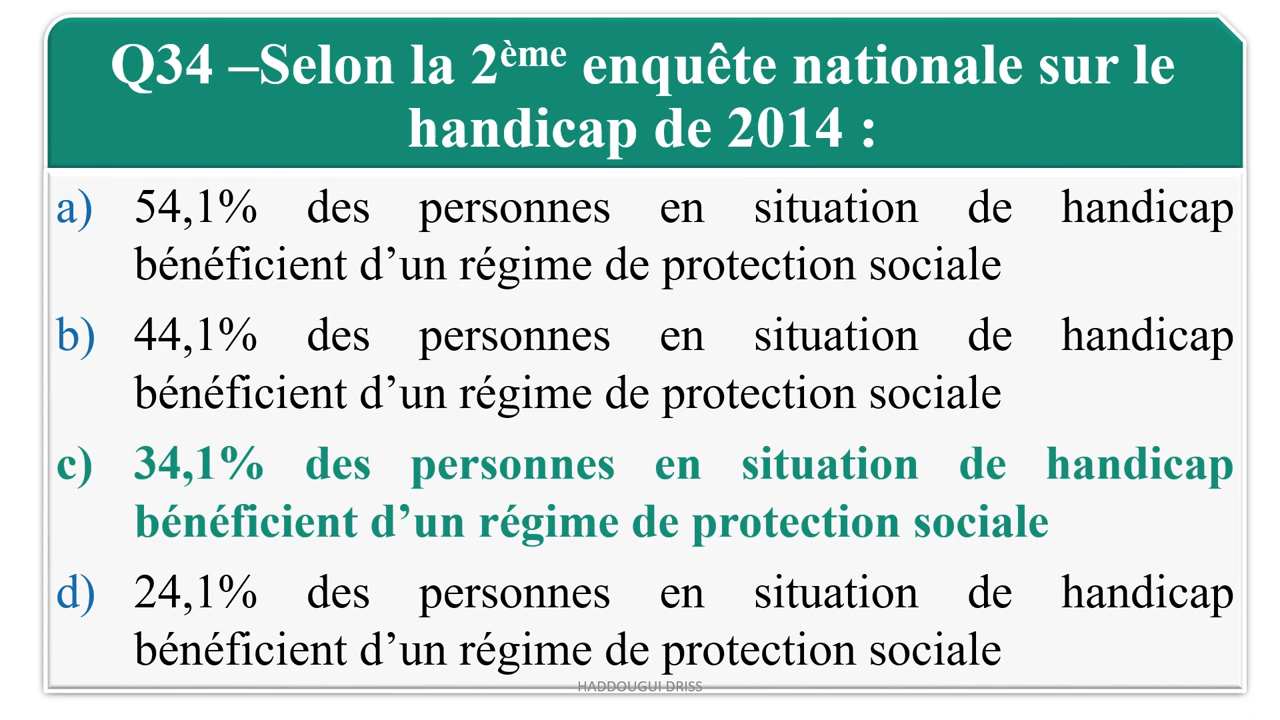 Q34 –Selon la 2ème enquête nationale sur le
handicap de 2014 :
a) 54,1% des personnes en situation de handicap
bénéficient d’un régime de protection sociale
b) 44,1% des personnes en situation de handicap
bénéficient d’un régime de protection sociale
c) 34,1% des personnes en situation de handicap
bénéficient d’un régime de protection sociale
d) 24,1% des personnes en situation de handicap
bénéficient d’un régime de protection sociale
HADDOUGUI DRISS